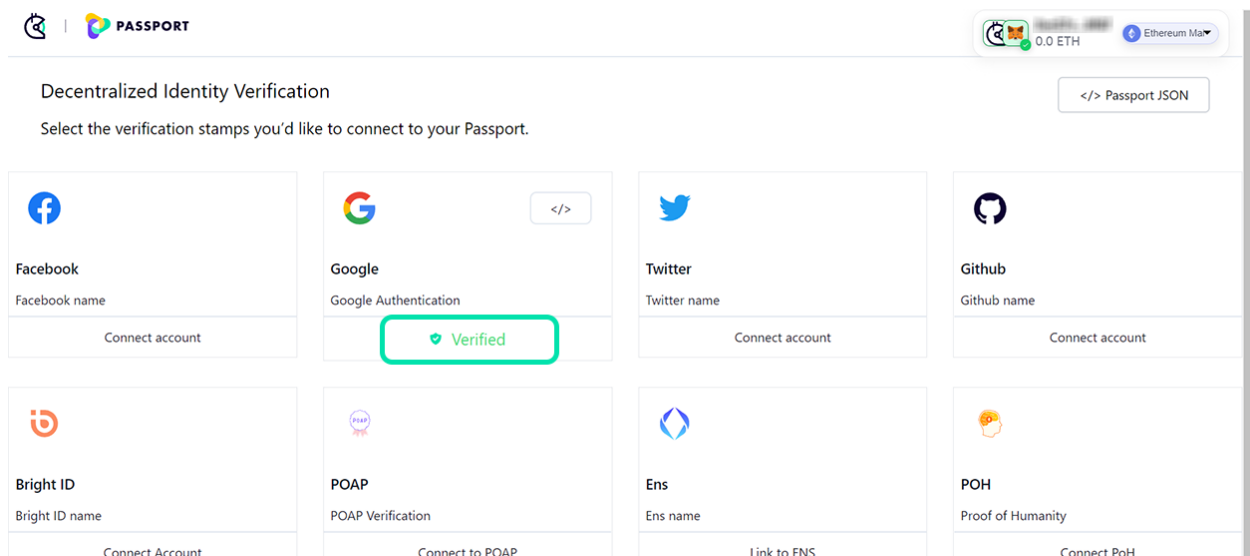 PASSPORT
0.0 ETH
Ethereum Mai
Decentralized Identity Verification
</> Passport JSON
Select the verification stamps you’d like to connect to your Passport.
</>
Facebook
Google
Twitter
Github
Facebook name
Google Authentication
Twitter name
Github name
Connect account
Verified
Connect account
Connect account
POAP
Bright ID
POAP
Ens
POH
Bright ID name
POAP Verification
Ens name
Proof of Humanity
Connect Account
Connect to POAP
Link to ENS
Connect PoH